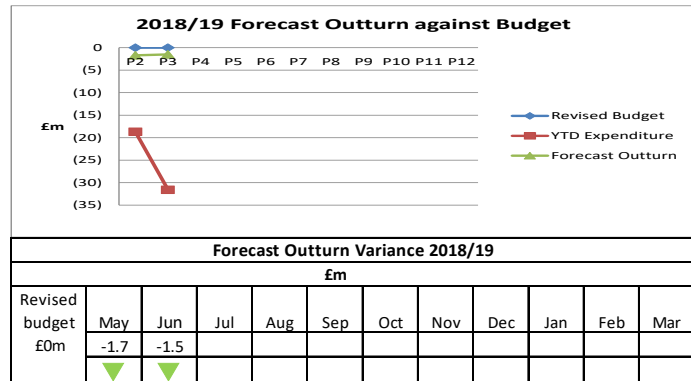 2018/19 Forecast Outturn against Budget
0
(5)
(10)
(15)
(20)
(25)
(30)
(35)
£m
P2 P3 P4 P5 P6 P7 P8 P9 P10 P11 P12
Revised Budget
YTD Expenditure
Forecast Outturn
Forecast Outturn Variance 2018/19
£m
Revised budget £0m May Jun Jul Aug Sep Oct Nov Dec Jan Feb Mar
-1.7 -1.5